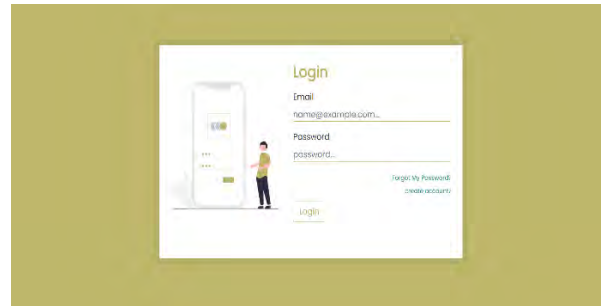 Login
Email
name@example.com...
Password
password...
Forgot My Password!
create account!
Login